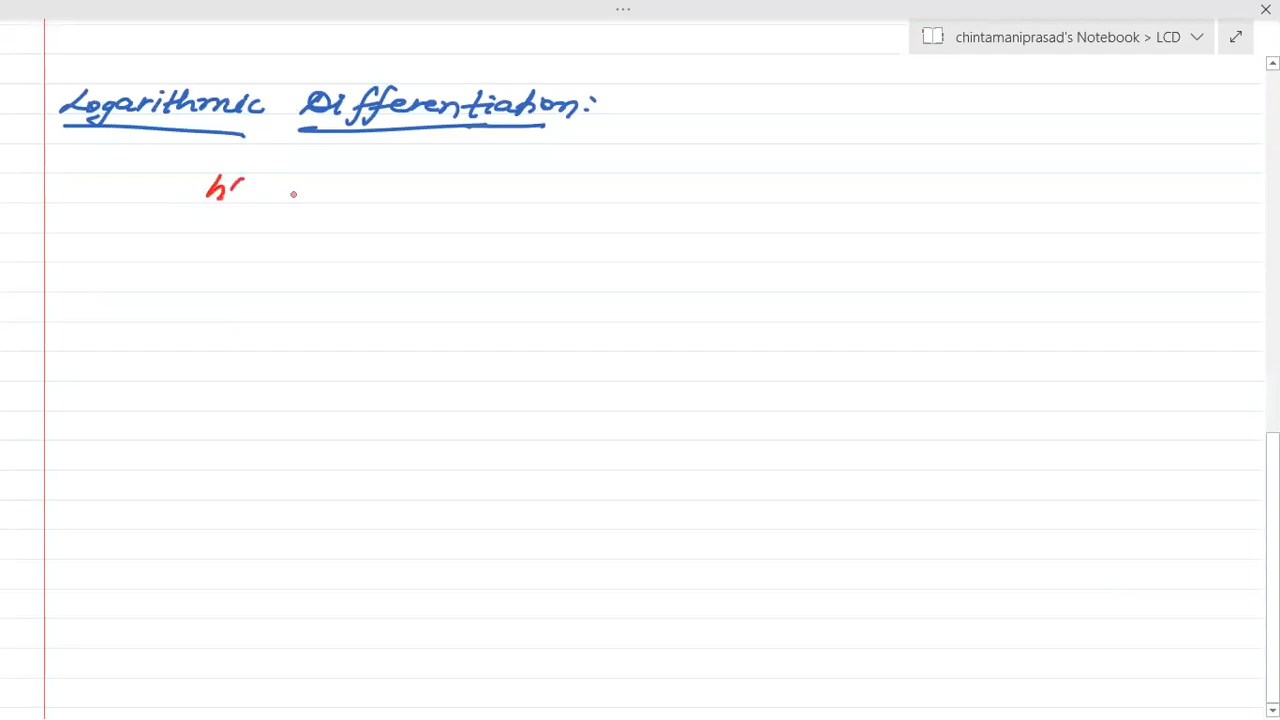 chintamaniprasad's Notebook > LCD
Logarithmic Differentiation: